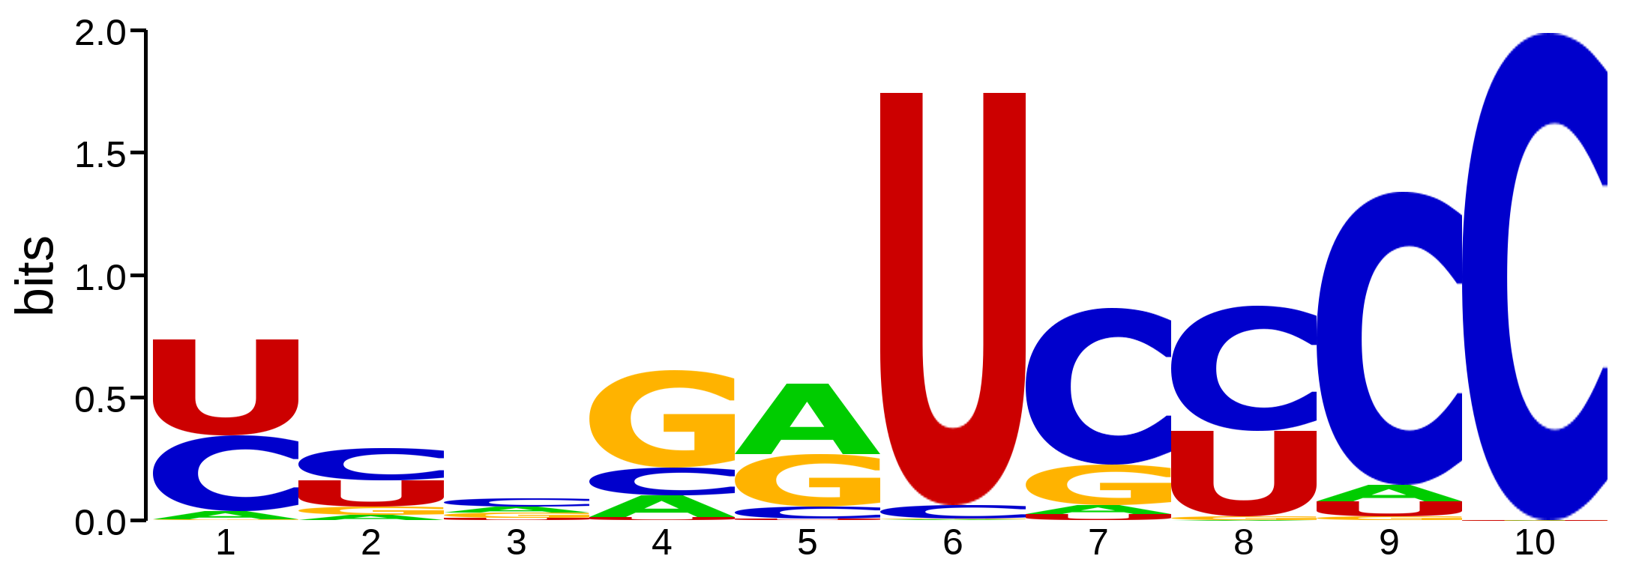 bits
2.0
1.5
1.0
0.5
0.0
U C A
C U G A
C A G U
G C A U
A G C U
U C G
C G A U
C U G A
C A U G
C
1 2 3 4 5 6 7 8 9 10